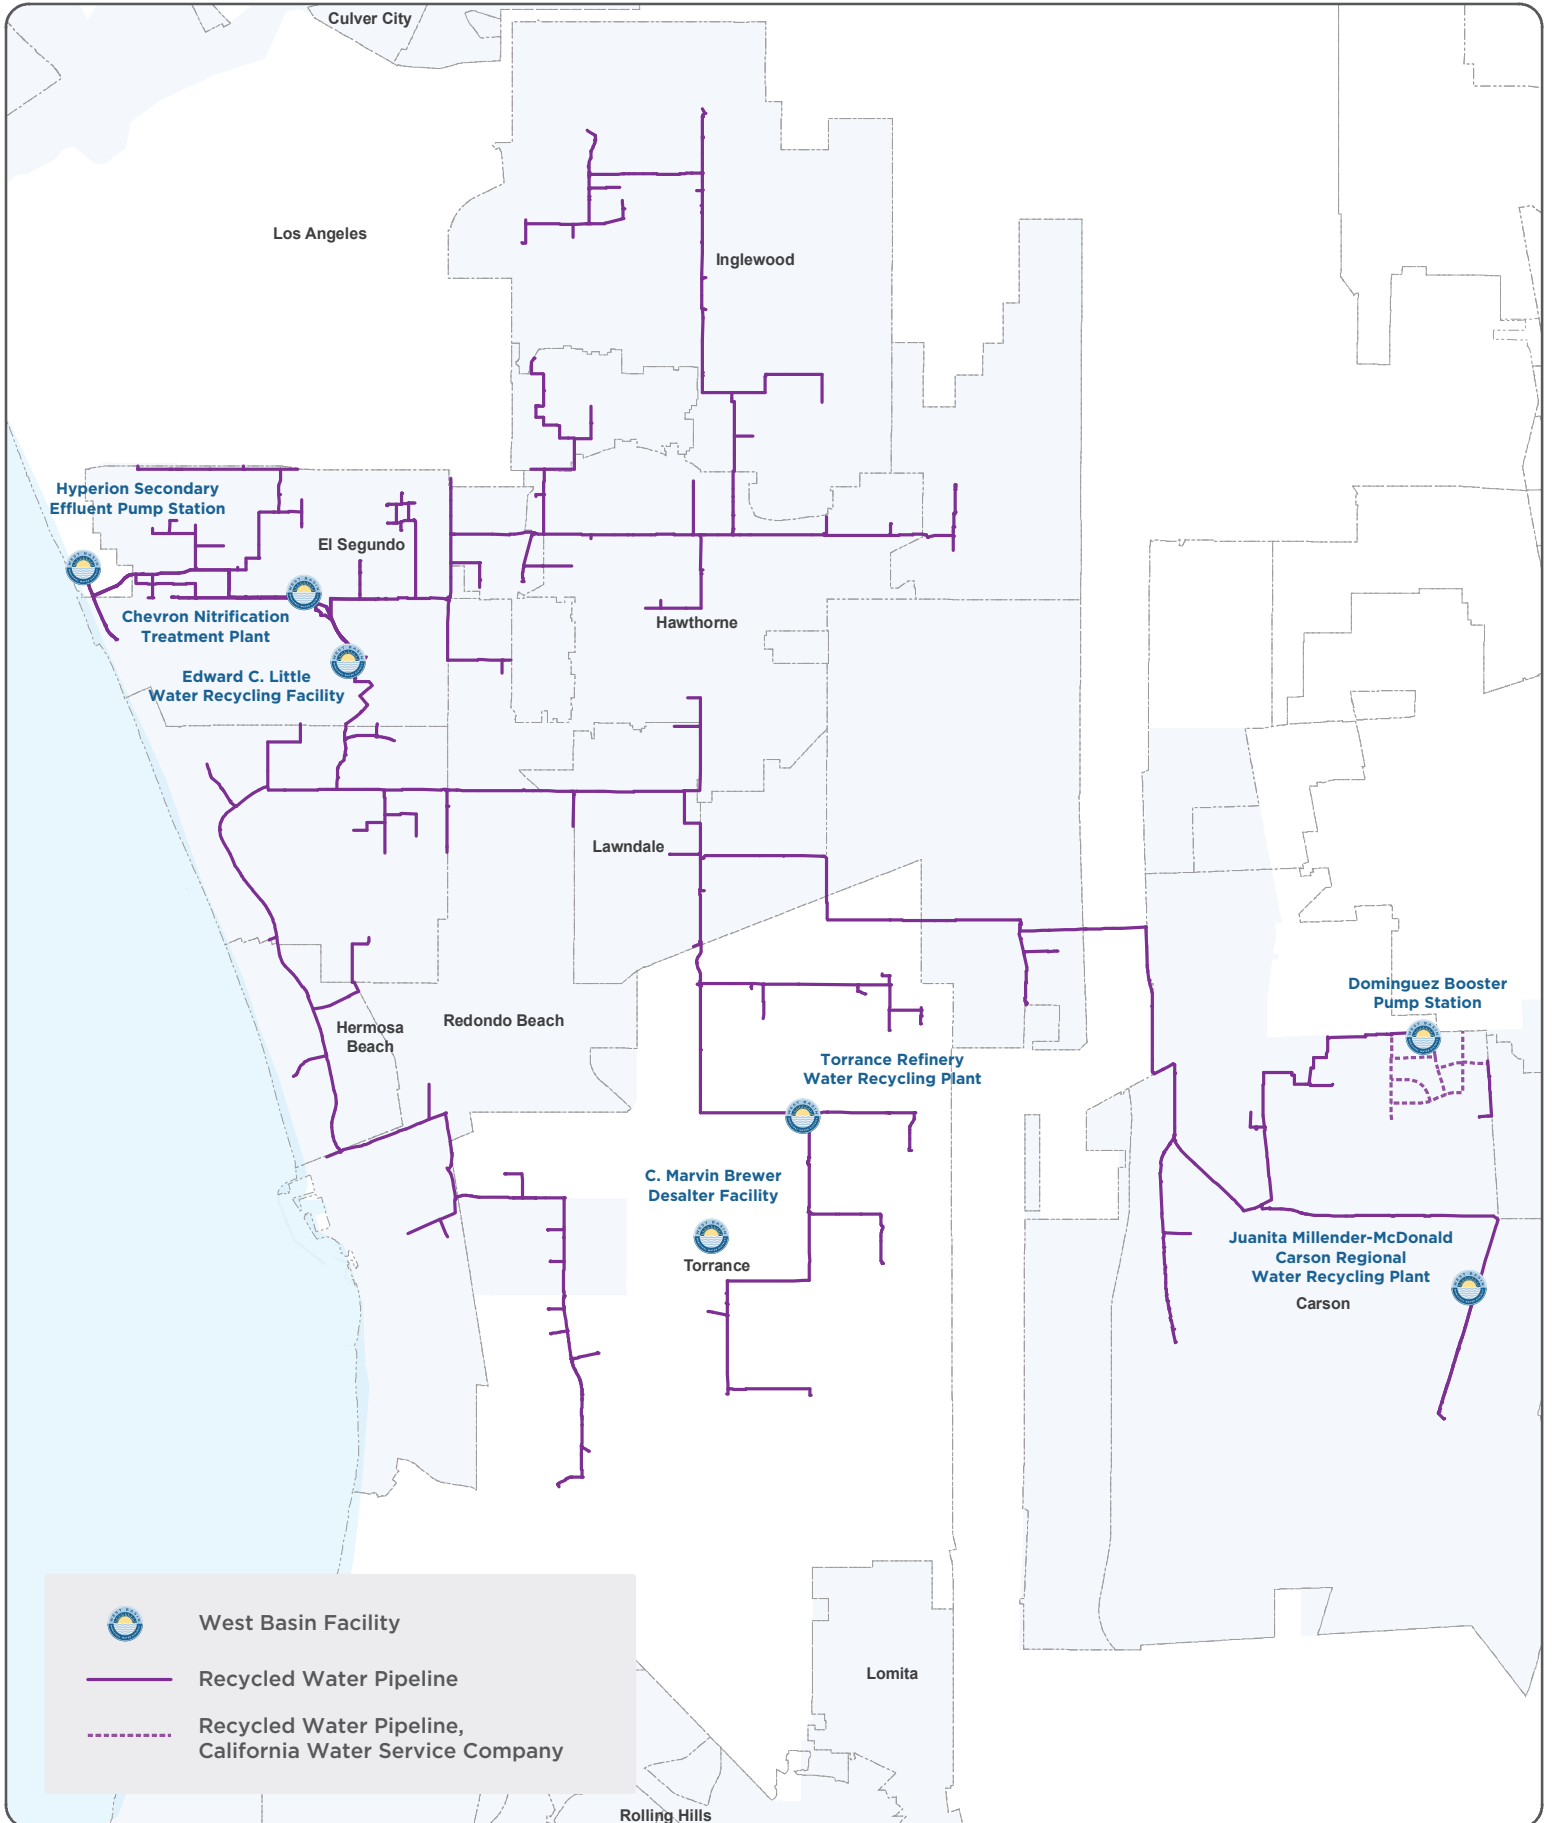 Culver City
Los Angeles
Inglewood
Hyperion Secondary
Effluent Pump Station
El Segundo
Chevron Nitrification
Treatment Plant
Hawthorne
Edward C. Little
Water Recycling Facility
Lawndale
Dominguez Booster
Pump Station
Hermosa
Beach
Redondo Beach
Torrance Refinery
Water Recycling Plant
C. Marvin Brewer
Desalter Facility
Torrance
Juanita Millender-McDonald
Carson Regional
Water Recycling Plant
Carson
West Basin Facility
Recycled Water Pipeline
Recycled Water Pipeline,
California Water Service Company
Lomita
Rolling Hills